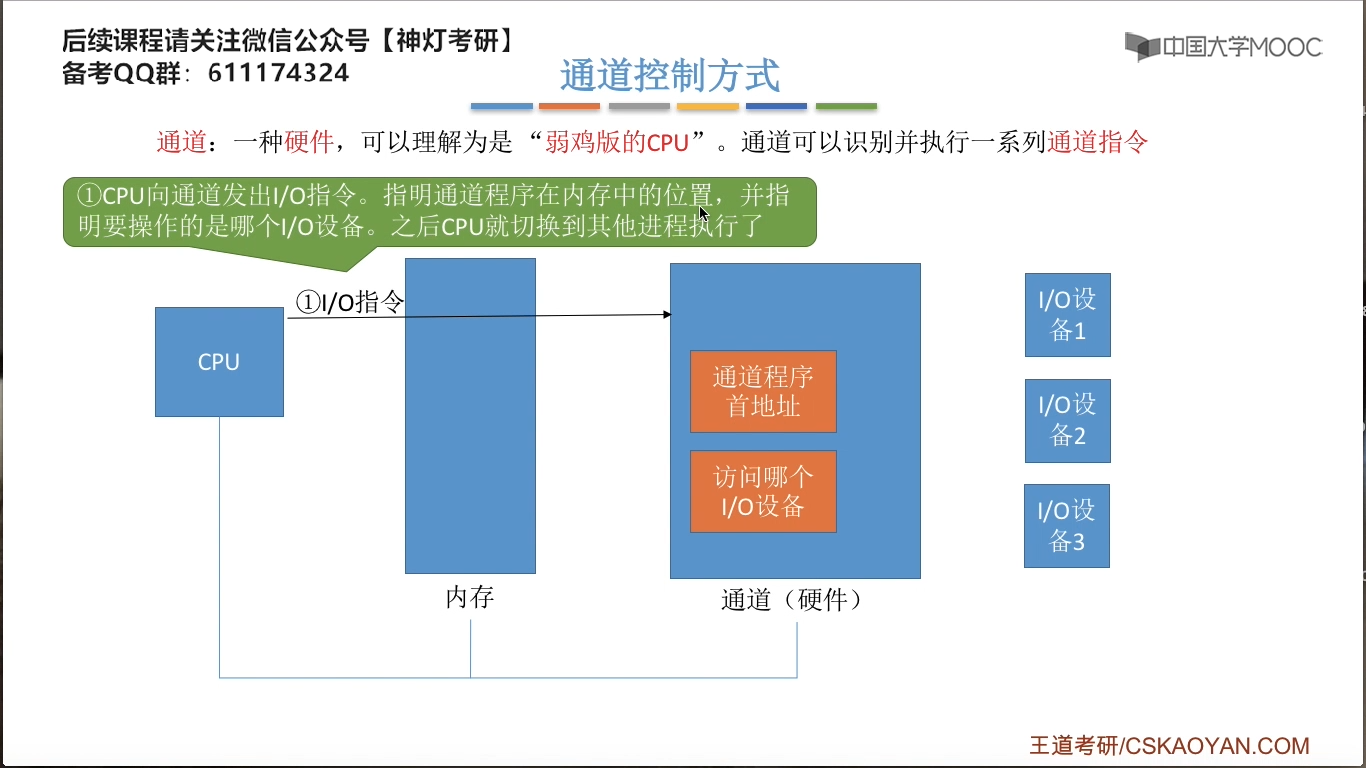 后续课程请关注微信公众号【神灯考研】
备考QQ群：611174324
中国大学MOOC
通道控制方式
通道：一种硬件，可以理解为是“弱鸡版的CPU”。通道可以识别并执行一系列通道指令
①CPU向通道发出I/O指令。指明通道程序在内存中的位置，并指
明要操作的是哪个I/O设备。之后CPU就切换到其他进程执行了
①I/O指令
CPU
通道程序
首地址
访问哪个
I/O设备
I/O设
备1
I/O设
备2
I/O设
备3
内存
通道（硬件）
王道考研/CSKAOYAN.COM